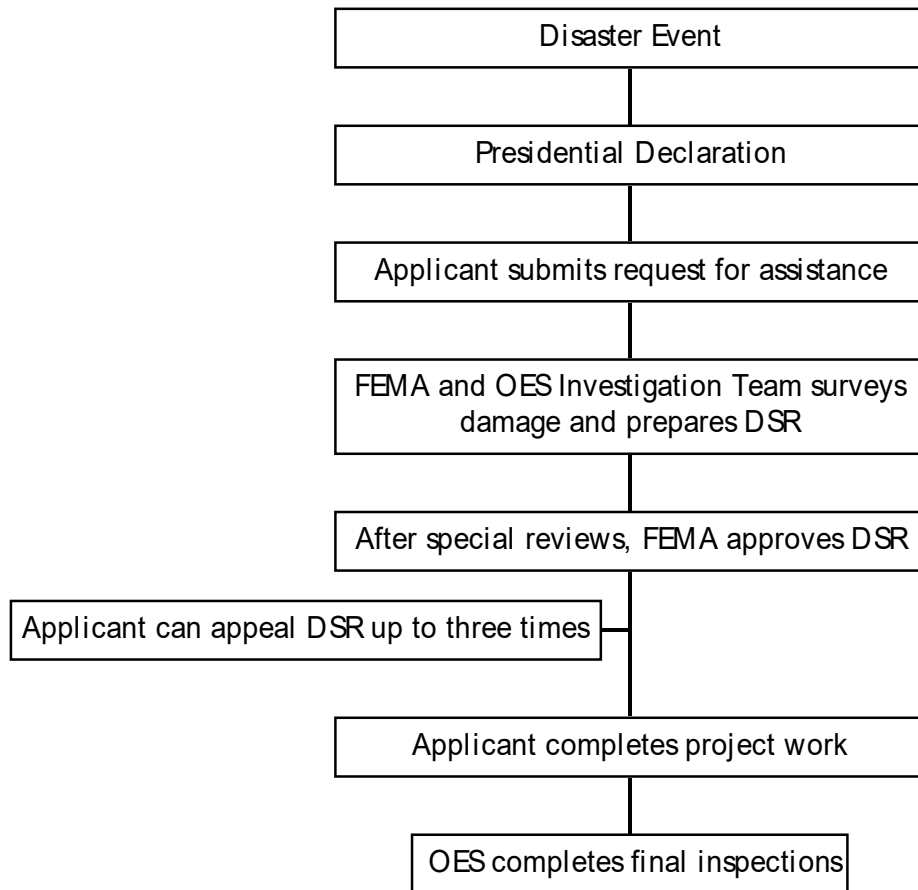 Disaster Event
Presidential Declaration
Applicant submits request for assistance
FEMA and OES Investigation Team surveys
damage and prepares DSR
After special reviews, FEMA approves DSR
Applicant can appeal DSR up to three times
Applicant completes project work
OES completes final inspections